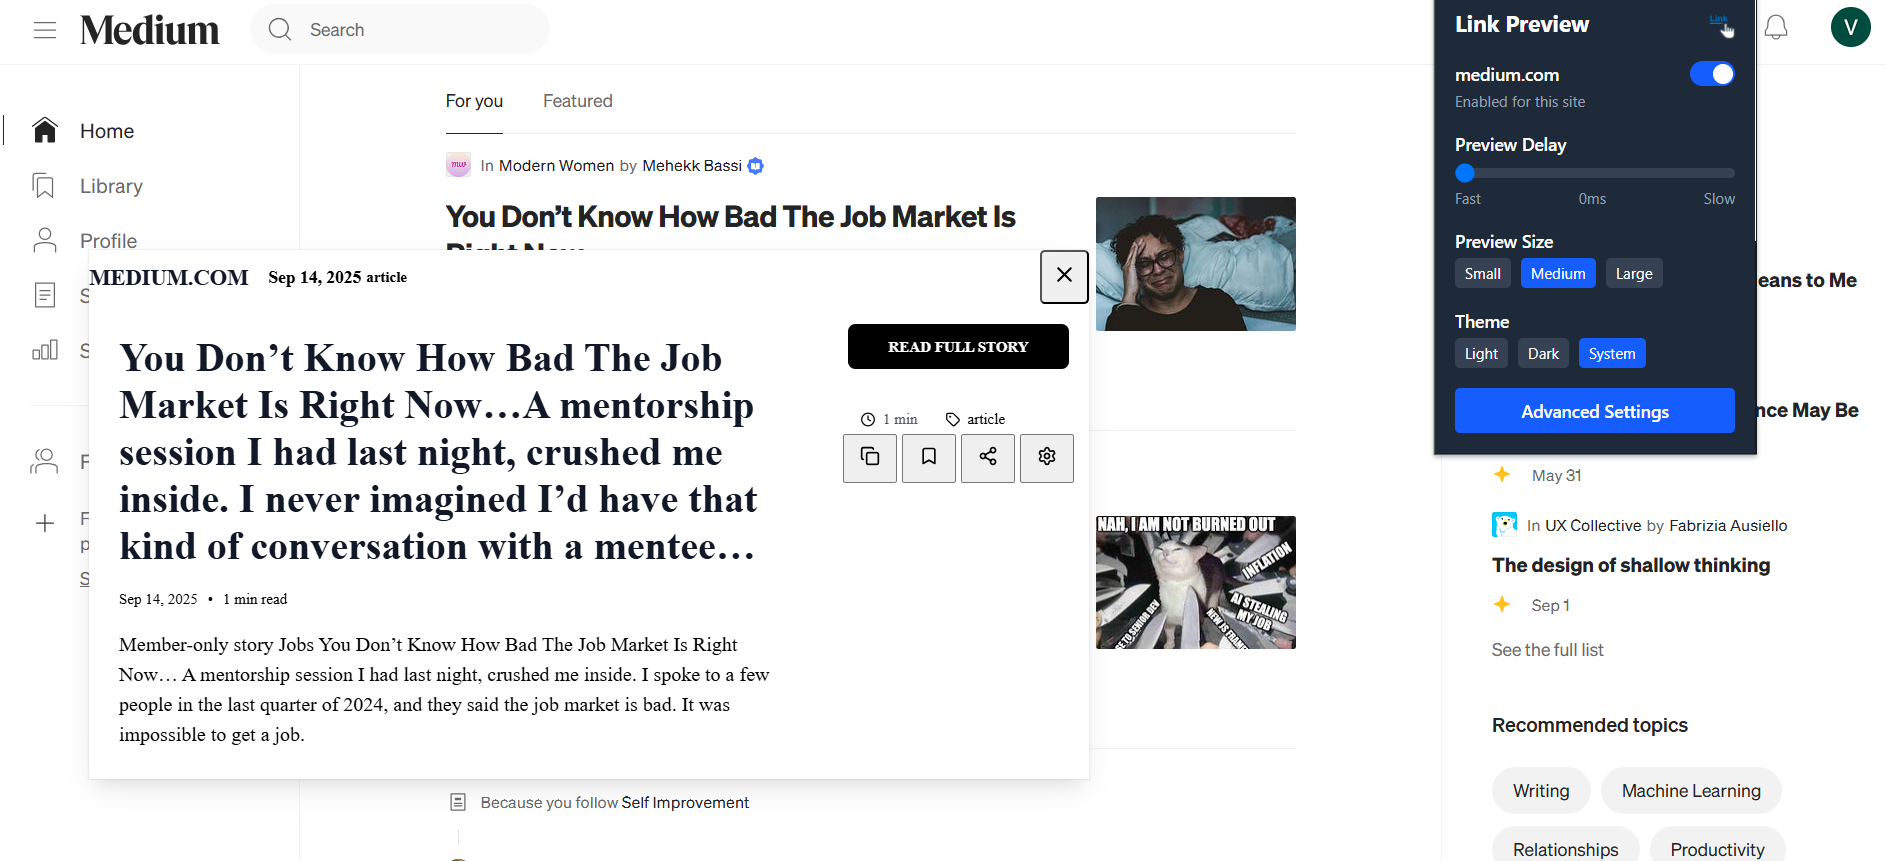 Medium
Search
Home
Library
Profile
S
S
F
F
p
S
For you
Featured
In Modern Women by Mehekk Bassi
You Don’t Know How Bad The Job Market Is
MEDIUM.COM
Sep 14, 2025 article
You Don’t Know How Bad The Job
Market Is Right Now…A mentorship
session I had last night, crushed me
inside. I never imagined I’d have that
kind of conversation with a mentee…
Sep 14, 2025 • 1 min read
Member-only story Jobs You Don’t Know How Bad The Job Market Is Right
Now… A mentorship session I had last night, crushed me inside. I spoke to a few
people in the last quarter of 2024, and they said the job market is bad. It was
impossible to get a job.
READ FULL STORY
1 min
article
NAH, I AM NOT BURNED OUT
INFLATION
AI STEALING
MY JOB
Because you follow Self Improvement
Link Preview
Link
medium.com
Enabled for this site
Preview Delay
Fast
0ms
Slow
Preview Size
Small
Medium
Large
Theme
Light
Dark
System
Advanced Settings
V
eans to Me
nce May Be
May 31
In UX Collective by Fabrizia Ausiello
The design of shallow thinking
Sep 1
See the full list
Recommended topics
Writing
Machine Learning
Relationships
Productivity